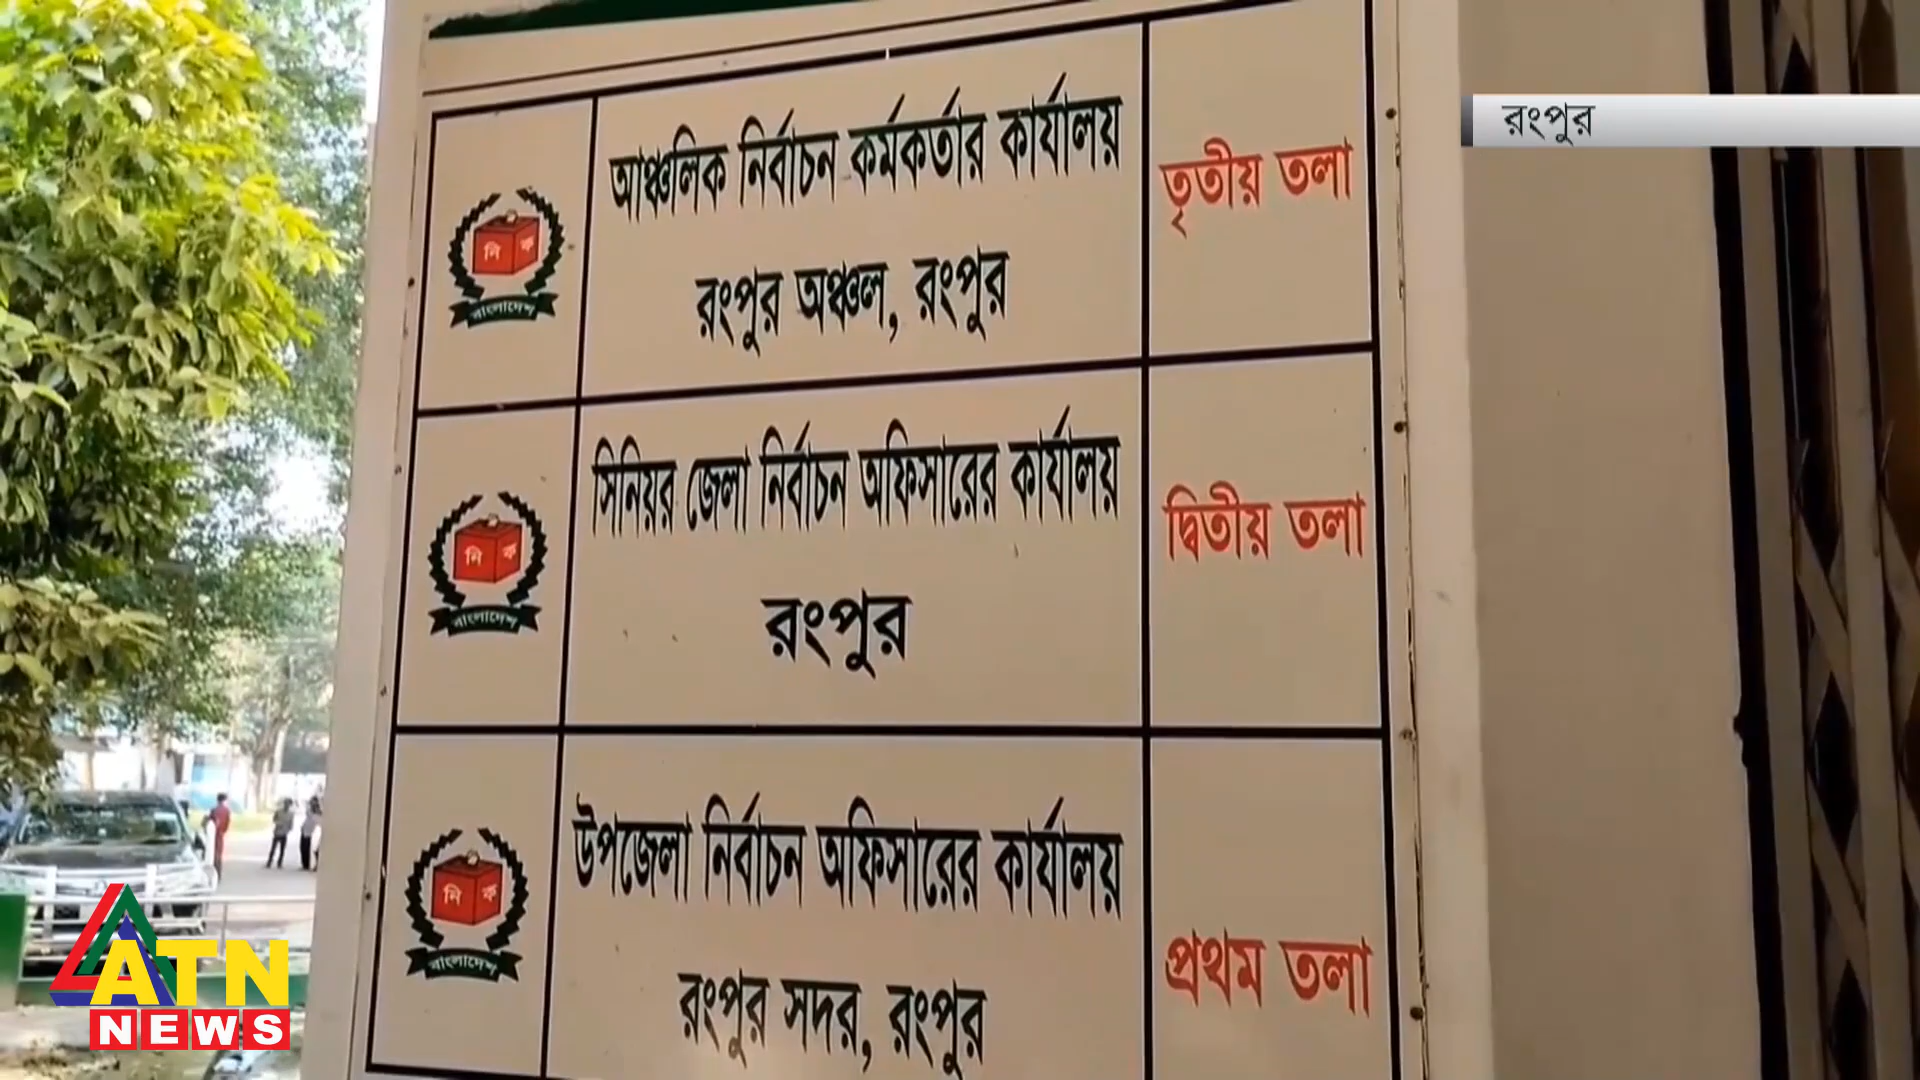 রংপুর
আঞ্চলিক নির্বাচন কর্মকর্তার কার্যালয়
রংপুর অঞ্চল, রংপুর
তৃতীয় তলা
নি ক
বাংলাদেশ
সিনিয়র জেলা নির্বাচন অফিসারের কার্যালয়
রংপুর
দ্বিতীয় তলা
নি ক
বাংলাদেশ
উপজেলা নির্বাচন অফিসারের কার্যালয়
রংপুর সদর, রংপুর
প্রথম তলা
নি ক
বাংলাদেশ
ATN
NEWS